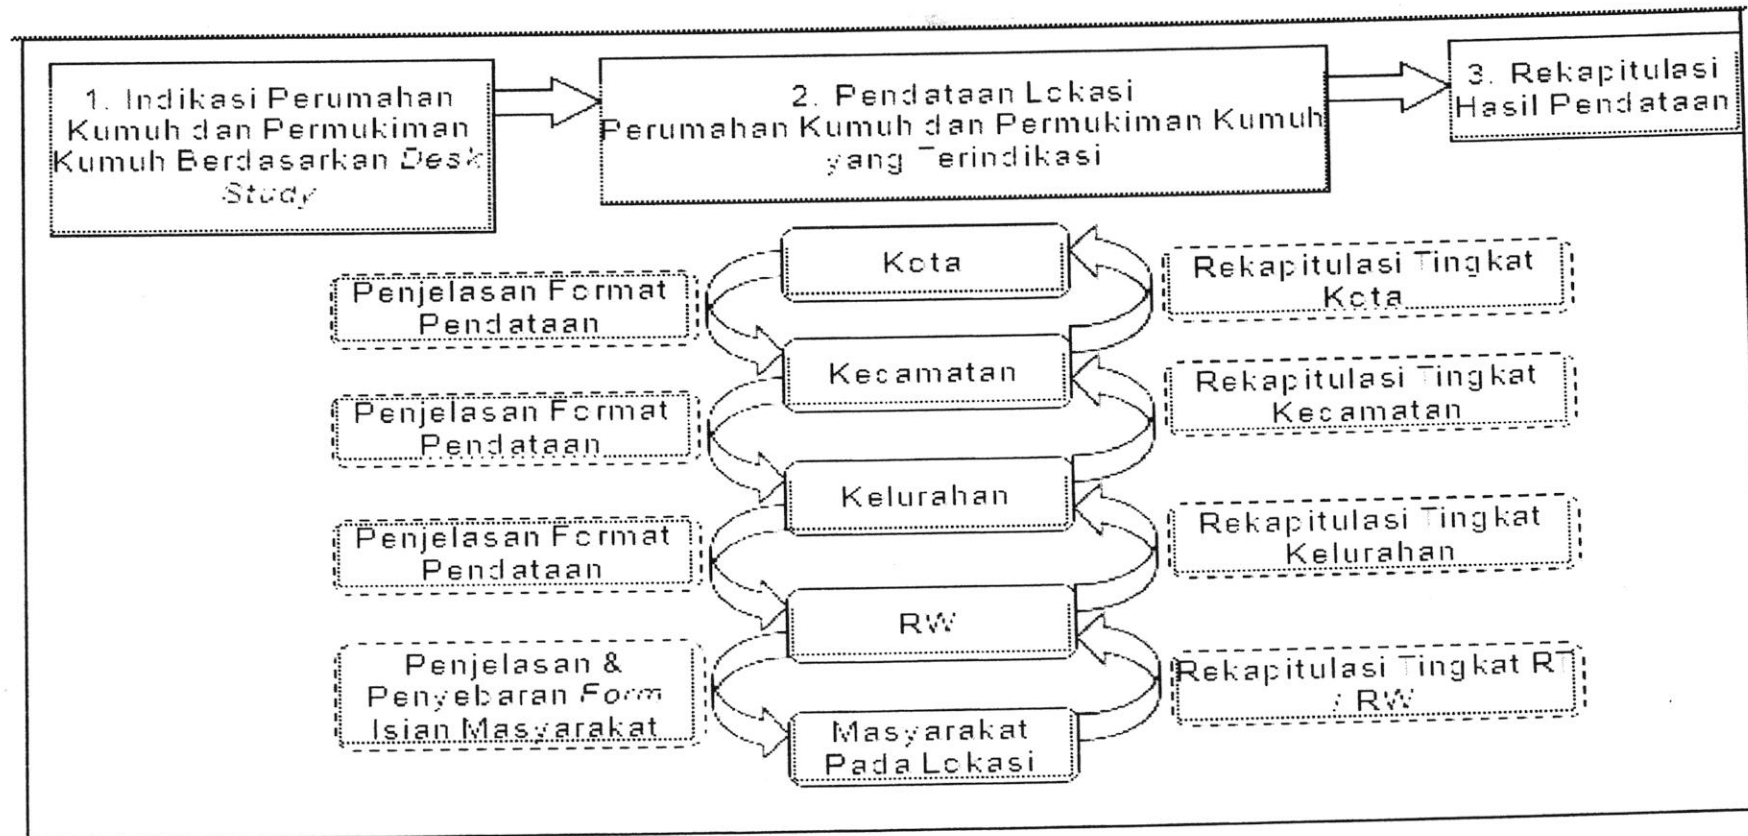 1. Indikasi Perumahan
Kumuh dan Permukiman
Kumuh Berdasarkan Desk
Study
2. Pendataan Lokasi
Perumahan Kumuh dan Permukiman Kumuh
yang Terindikasi
3. Rekapitulasi
Hasil Pendataan
Kota
Penjelasan Format
Pendataan
Rekapitulasi Tingkat
Kota
Kecamatan
Penjelasan Format
Pendataan
Rekapitulasi Tingkat
Kecamatan
Kelurahan
Penjelasan Format
Pendataan
Rekapitulasi Tingkat
Kelurahan
RW
Penjelasan &
Penyebaran Form
Isian Masyarakat
Rekapitulasi Tingkat RT
/ RW
Masyarakat
Pada Lokasi